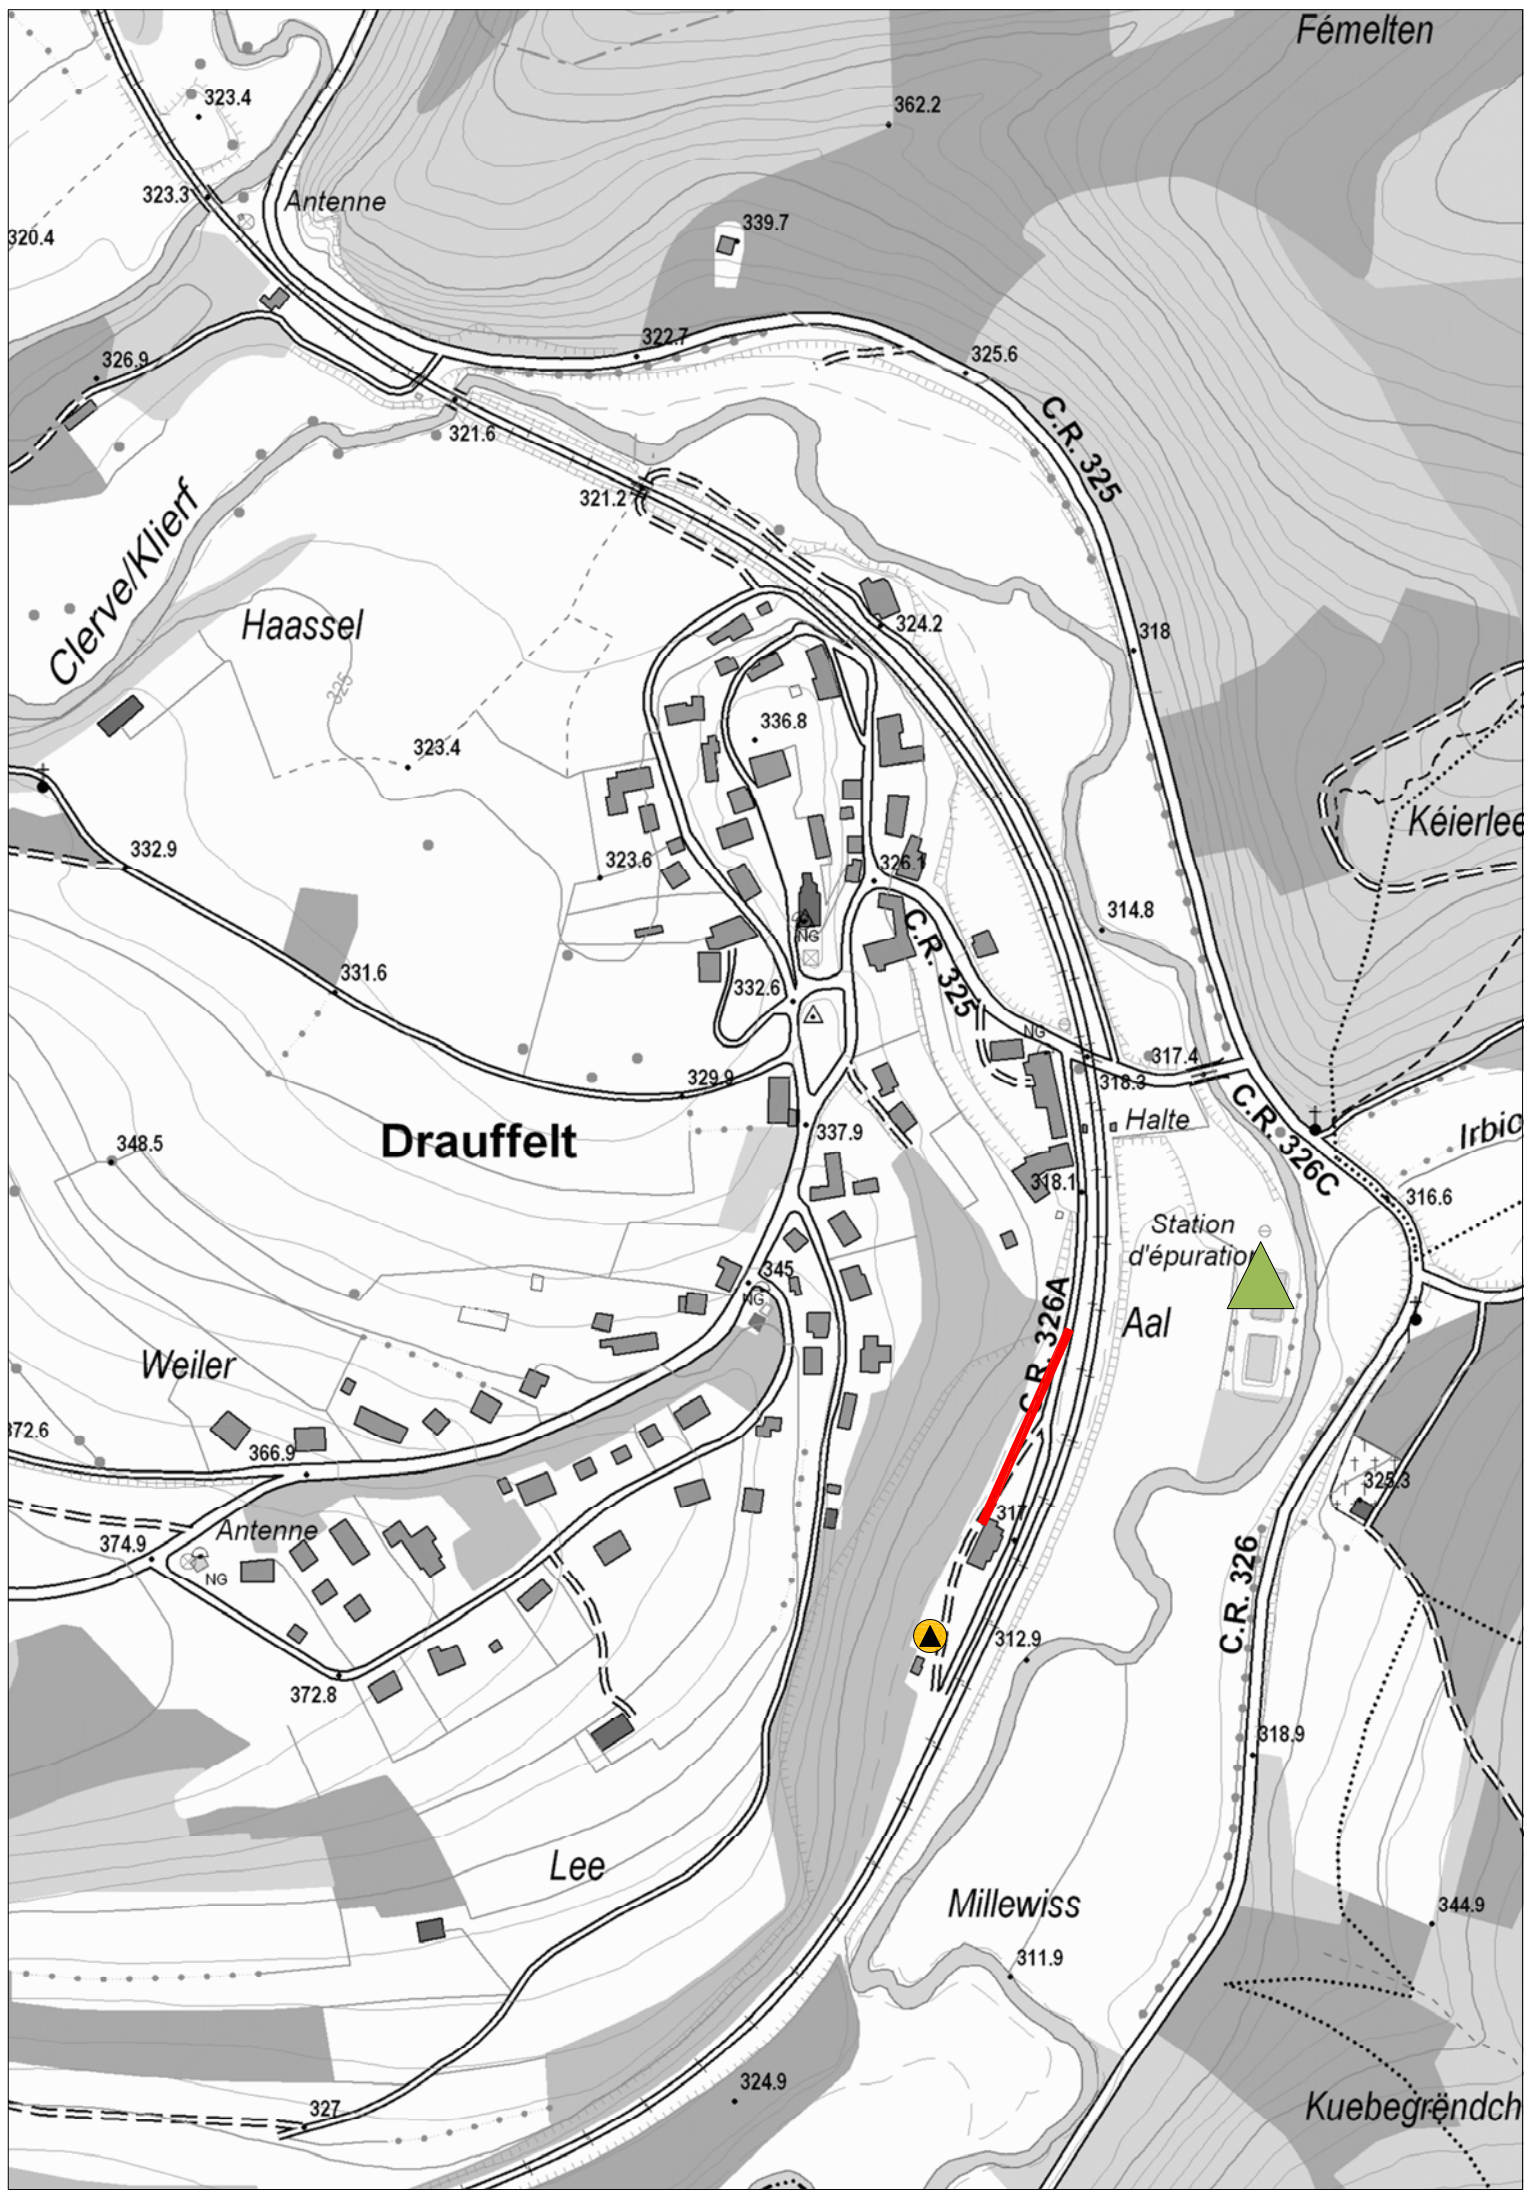 Fémelten
323.4
362.2
323.3
Antenne
339.7
320.4
322.7
326.9
325.6
C.R. 325
321.6
321.2
Clerve/Klierf
Haassel
324.2
318
325
336.8
323.4
Kéierlee
332.9
323.6
326.1
314.8
NG
C.R. 325
331.6
332.6
NG
317.4
329.9
318.3
C.R. 326C
Halte
Irbic
Drauffelt
337.9
348.5
318.1
316.6
Station
d'épuration
345
NG
C.R. 326A
Aal
Weiler
372.6
366.9
325.3
317
Antenne
374.9
NG
C.R. 326
312.9
372.8
318.9
Lee
Millewiss
344.9
311.9
324.9
327
Kuebegrëndch